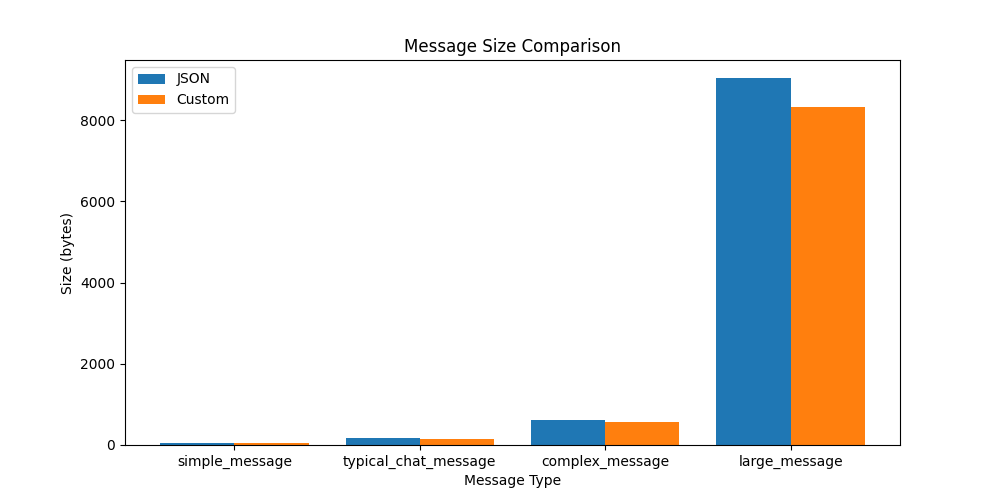 Message Size Comparison
JSON
Custom
8000
6000
4000
2000
0
Size (bytes)
simple_message typical_chat_message complex_message large_message
Message Type